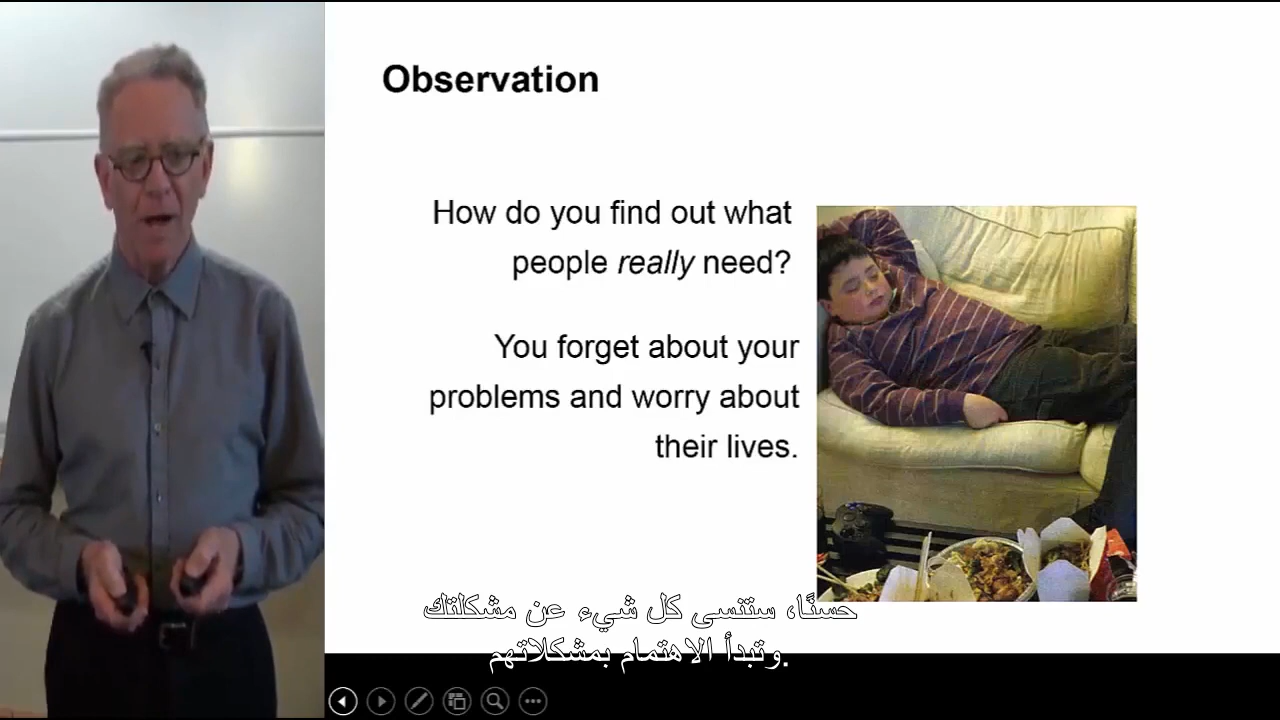 Observation
How do you find out what
people really need?
You forget about your
problems and worry about
their lives.
حسنًا، ستنسى كل شيء عن مشكلتك
وتبدأ الاهتمام بمشكلاتهم.